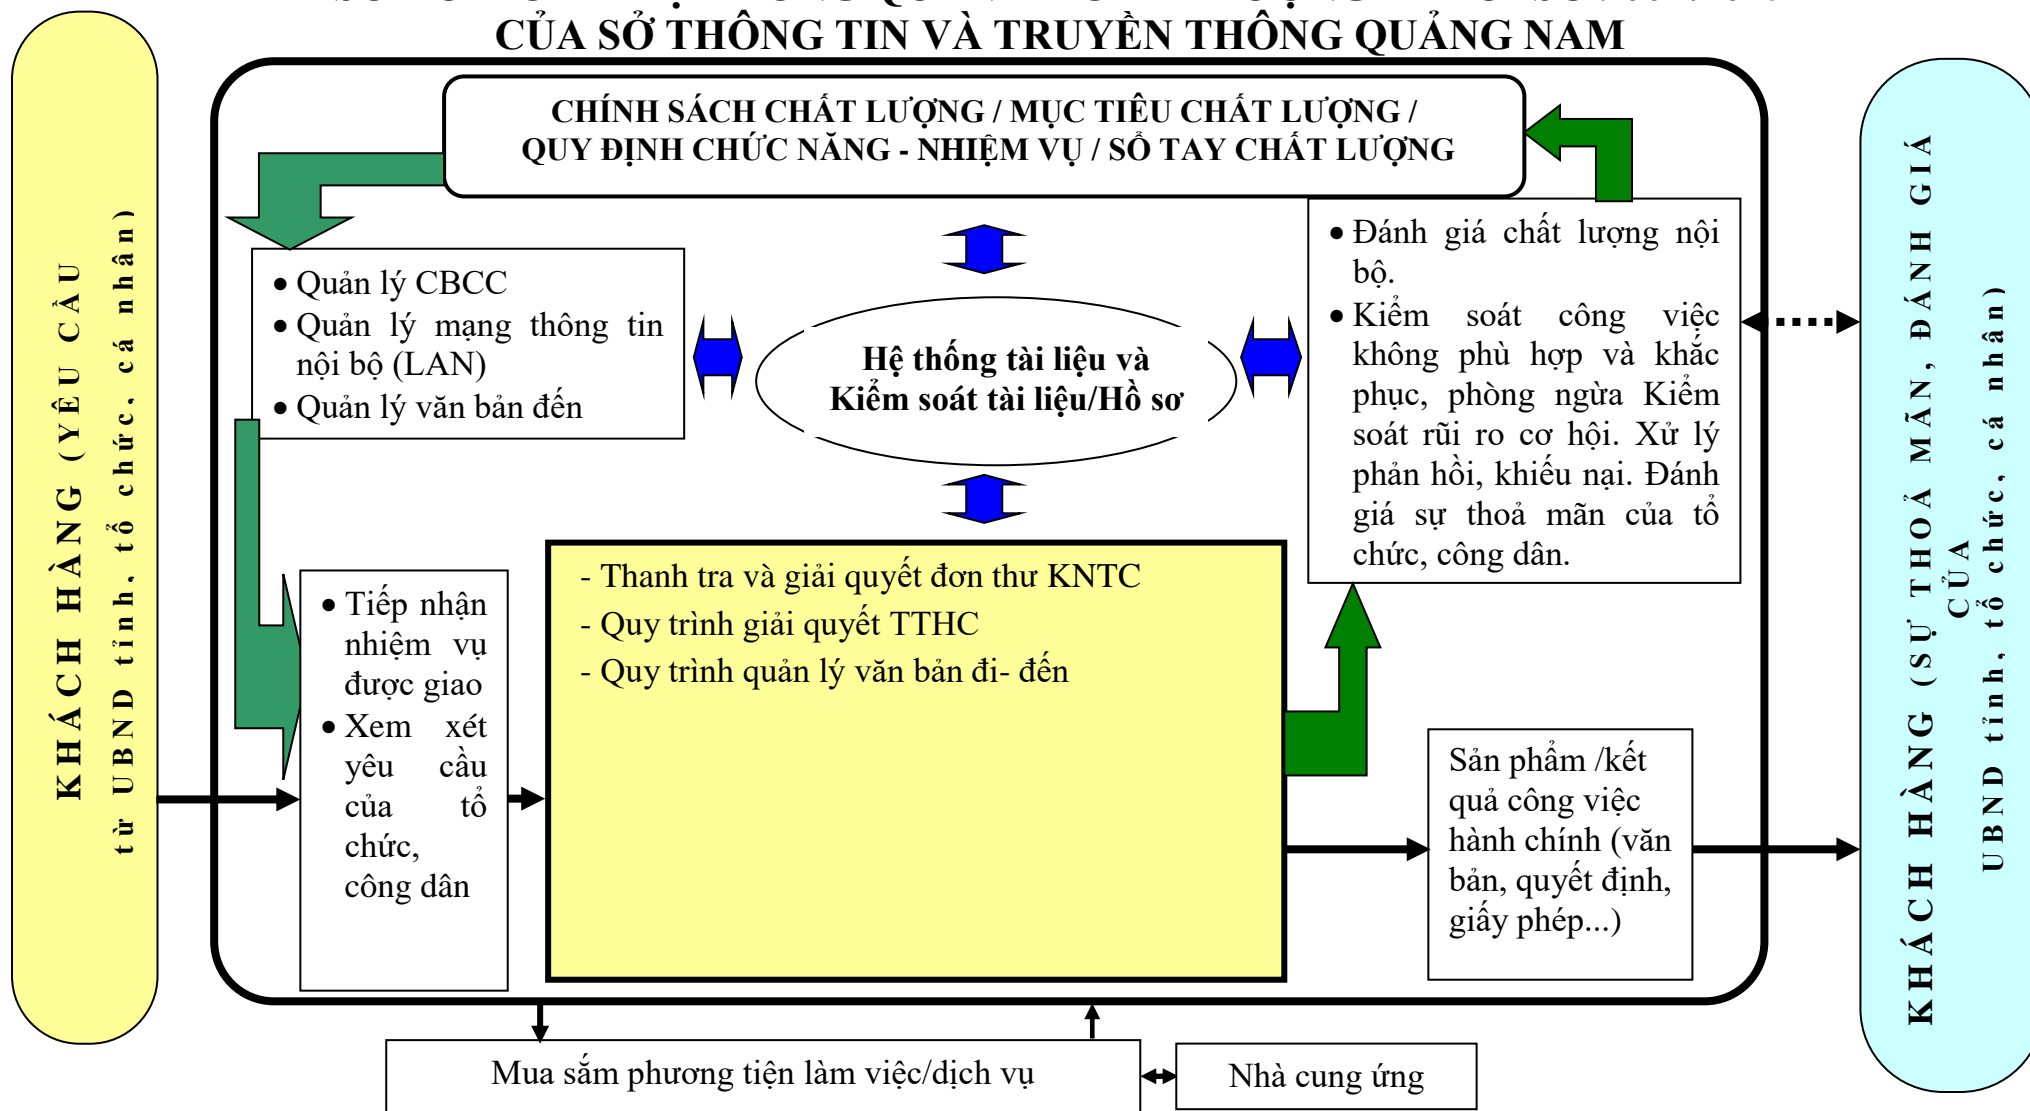 CỦA SỞ THÔNG TIN VÀ TRUYỀN THÔNG QUẢNG NAM
KHÁCH HÀNG (YÊU CẦU
từ UBND tỉnh, tổ chức, cá nhân)
CHÍNH SÁCH CHẤT LƯỢNG / MỤC TIÊU CHẤT LƯỢNG /
QUY ĐỊNH CHỨC NĂNG - NHIỆM VỤ / SỔ TAY CHẤT LƯỢNG
• Quản lý CBCC
• Quản lý mạng thông tin
nội bộ (LAN)
• Quản lý văn bản đến
Hệ thống tài liệu và
Kiểm soát tài liệu/Hồ sơ
• Đánh giá chất lượng nội
bộ.
• Kiểm soát công việc
không phù hợp và khắc
phục, phòng ngừa Kiểm
soát rủi ro cơ hội. Xử lý
phản hồi, khiếu nại. Đánh
giá sự thoả mãn của tổ
chức, công dân.
• Tiếp nhận
nhiệm vụ
được giao
• Xem xét
yêu cầu
của tổ
chức,
công dân
- Thanh tra và giải quyết đơn thư KNTC
- Quy trình giải quyết TTHC
- Quy trình quản lý văn bản đi- đến
Sản phẩm /kết
quả công việc
hành chính (văn
bản, quyết định,
giấy phép...)
KHÁCH HÀNG (SỰ THOẢ MÃN, ĐÁNH GIÁ
CỦA
UBND tỉnh, tổ chức, cá nhân)
Mua sắm phương tiện làm việc/dịch vụ
Nhà cung ứng